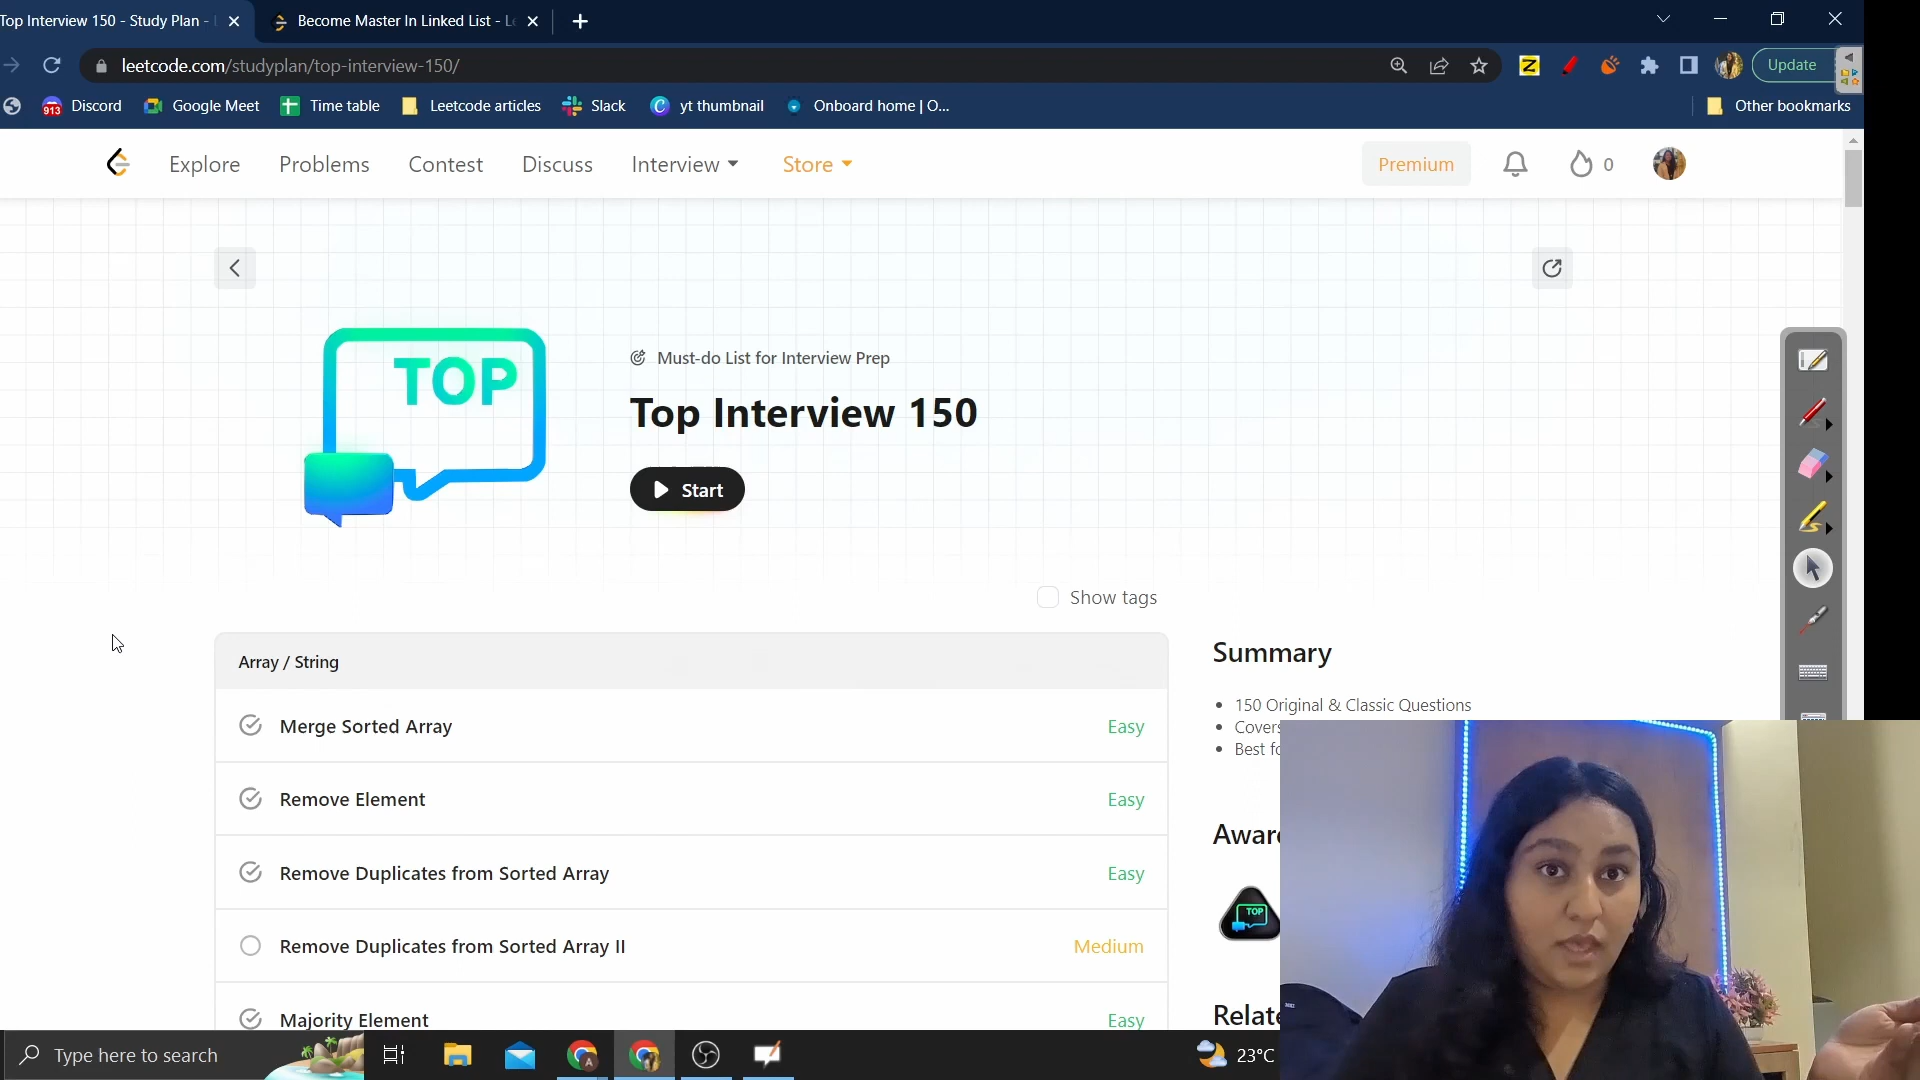 Top Interview 150 - Study Plan -
Become Master In Linked List - Le
leetcode.com/studyplan/top-interview-150/
Update
913
Discord
Google Meet
Time table
Leetcode articles
Slack
yt thumbnail
Onboard home | O...
Other bookmarks
Explore
Problems
Contest
Discuss
Interview
Store
Premium
0
TOP
Must-do List for Interview Prep
Top Interview 150
Start
Show tags
Array / String
Merge Sorted Array
Easy
Remove Element
Easy
Remove Duplicates from Sorted Array
Easy
Remove Duplicates from Sorted Array II
Medium
Majority Element
Easy
Summary
150 Original & Classic Questions
Covers
Best fo
Awar
TOP
Relate
Type here to search
23°C